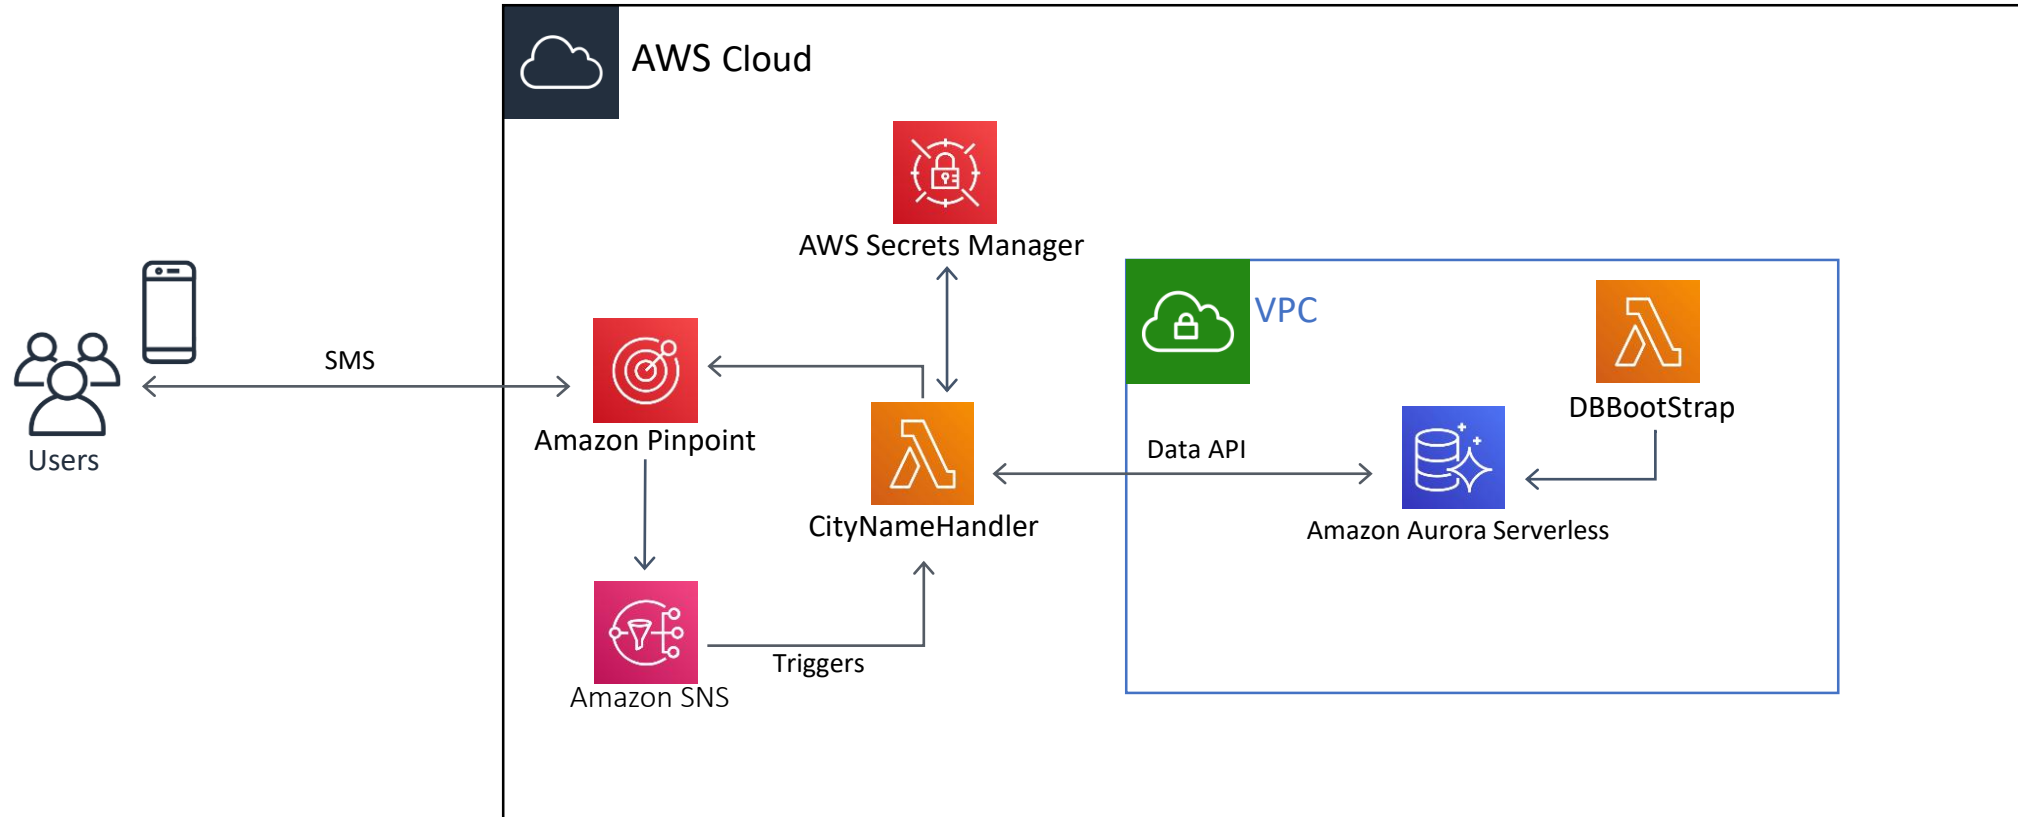 AWS Cloud
AWS Secrets Manager
VPC
SMS
DBBootStrap
Amazon Pinpoint
Data API
Users
CityNameHandler
Amazon Aurora Serverless
Triggers
Amazon SNS